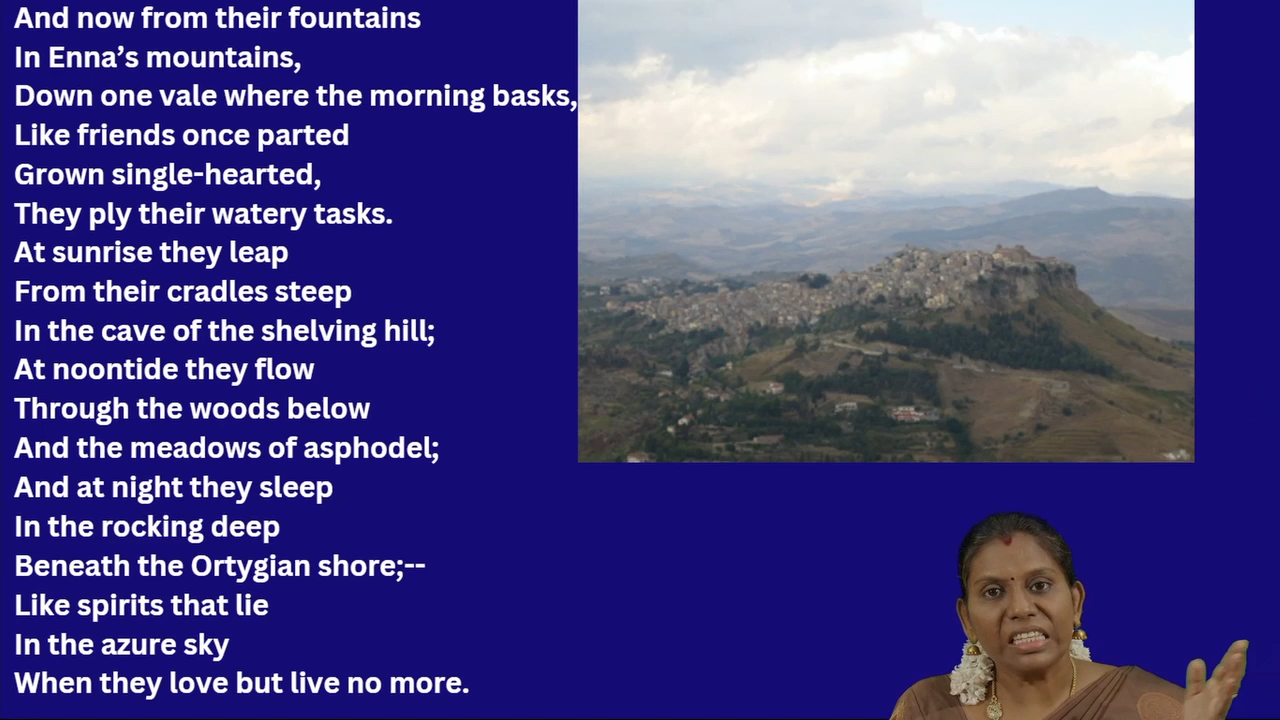 And now from their fountains
In Enna’s mountains,
Down one vale where the morning basks,
Like friends once parted
Grown single-hearted,
They ply their watery tasks.
At sunrise they leap
From their cradles steep
In the cave of the shelving hill;
At noontide they flow
Through the woods below
And the meadows of asphodel;
And at night they sleep
In the rocking deep
Beneath the Ortygian shore;--
Like spirits that lie
In the azure sky
When they love but live no more.